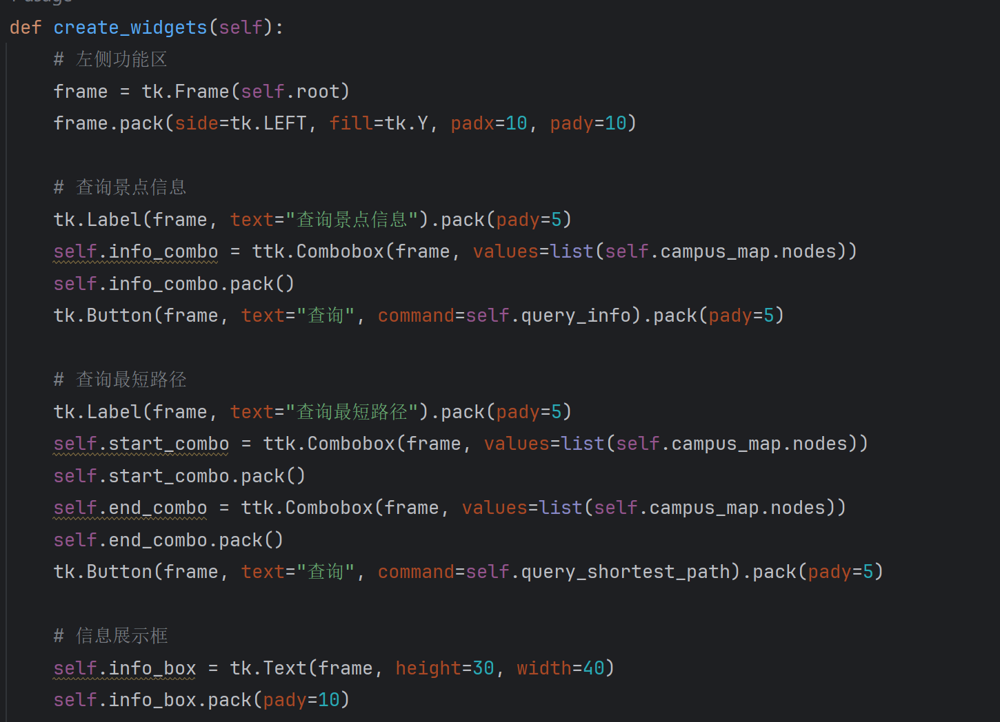 def create_widgets(self):
# 左侧功能区
frame = tk.Frame(self.root)
frame.pack(side=tk.LEFT, fill=tk.Y, padx=10, pady=10)
# 查询景点信息
tk.Label(frame, text="查询景点信息").pack(pady=5)
self.info_combo = ttk.Combobox(frame, values=list(self.campus_map.nodes))
self.info_combo.pack()
tk.Button(frame, text="查询", command=self.query_info).pack(pady=5)
# 查询最短路径
tk.Label(frame, text="查询最短路径").pack(pady=5)
self.start_combo = ttk.Combobox(frame, values=list(self.campus_map.nodes))
self.start_combo.pack()
self.end_combo = ttk.Combobox(frame, values=list(self.campus_map.nodes))
self.end_combo.pack()
tk.Button(frame, text="查询", command=self.query_shortest_path).pack(pady=5)
# 信息展示框
self.info_box = tk.Text(frame, height=30, width=40)
self.info_box.pack(pady=10)